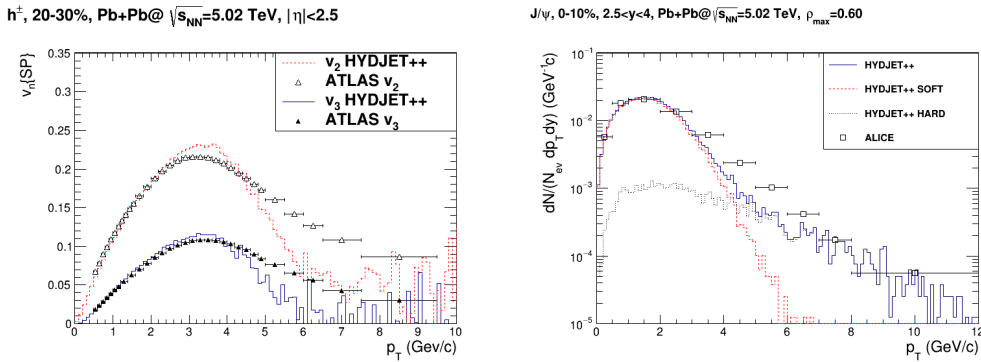 h±, 20-30%, Pb+Pb@ √sNN=5.02 TeV, |η|<2.5
vn{SP}
0.35
0.3
0.25
0.2
0.15
0.1
0.05
0
v2 HYDJET++
ATLAS v2
v3 HYDJET++
ATLAS v3
0 1 2 3 4 5 6 7 8 9 10
pT (Gev/c)
J/ψ, 0-10%, 2.5<y<4, Pb+Pb@ √sNN=5.02 TeV, ρmax=0.60
dN/(Nev dpTdy) (GeV⁻¹c)
10⁻¹
10⁻²
10⁻³
10⁻⁴
10⁻⁵
HYDJET++
HYDJET++ SOFT
HYDJET++ HARD
ALICE
0 2 4 6 8 10 12
pT (GeV/c)